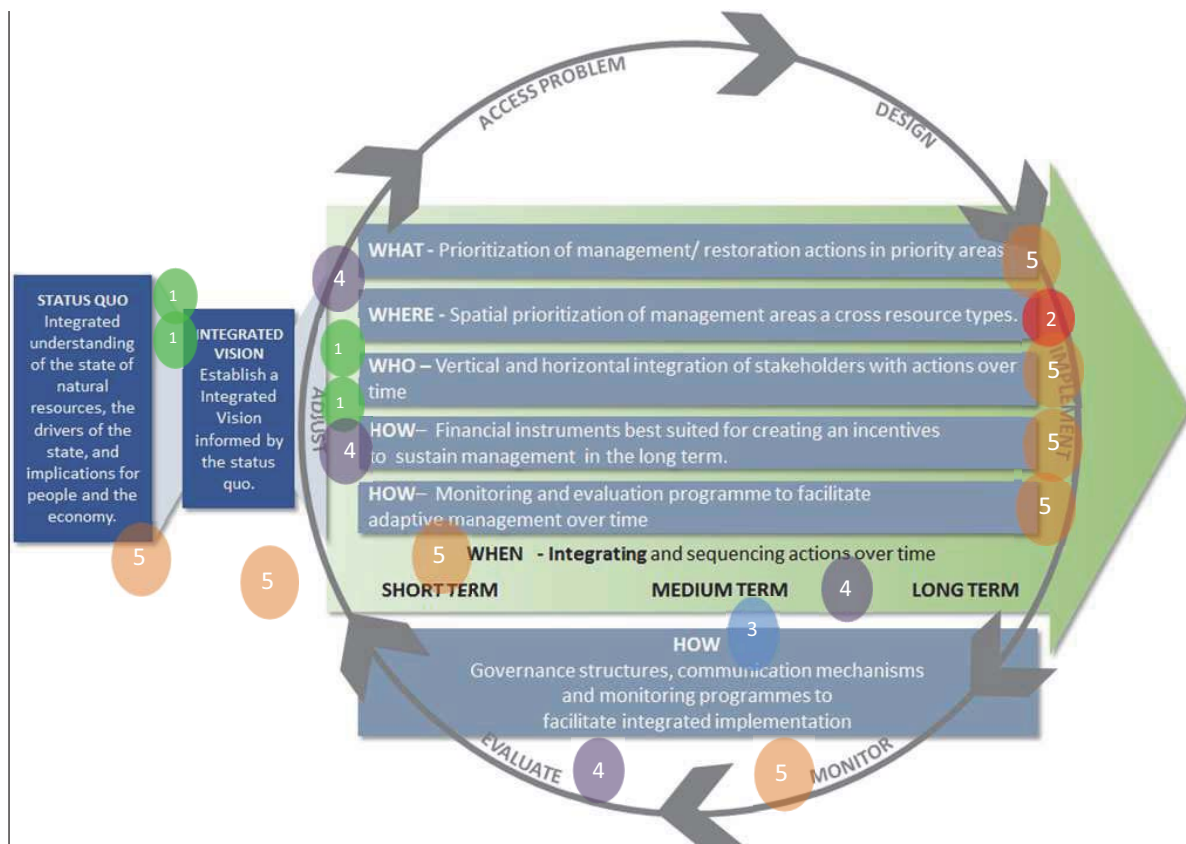 ACCESS PROBLEM
DESIGN
IMPLEMENT
MONITOR
EVALUATE
ADJUST
STATUS QUO
Integrated
understanding
of the state of
natural
resources, the
drivers of the
state, and
implications for
people and the
economy.
1
1
INTEGRATED
VISION
Establish a
Integrated
Vision
informed by
the status
quo.
4
WHAT - Prioritization of management/ restoration actions in priority areas
5
WHERE - Spatial prioritization of management areas a cross resource types.
2
1
WHO – Vertical and horizontal integration of stakeholders with actions over
time
5
1
4
HOW– Financial instruments best suited for creating an incentives
to sustain management in the long term.
5
HOW– Monitoring and evaluation programme to facilitate
adaptive management over time
5
5
5
5
WHEN - Integrating and sequencing actions over time
SHORT TERM
MEDIUM TERM
4
LONG TERM
3
HOW
Governance structures, communication mechanisms
and monitoring programmes to
facilitate integrated implementation
4
5